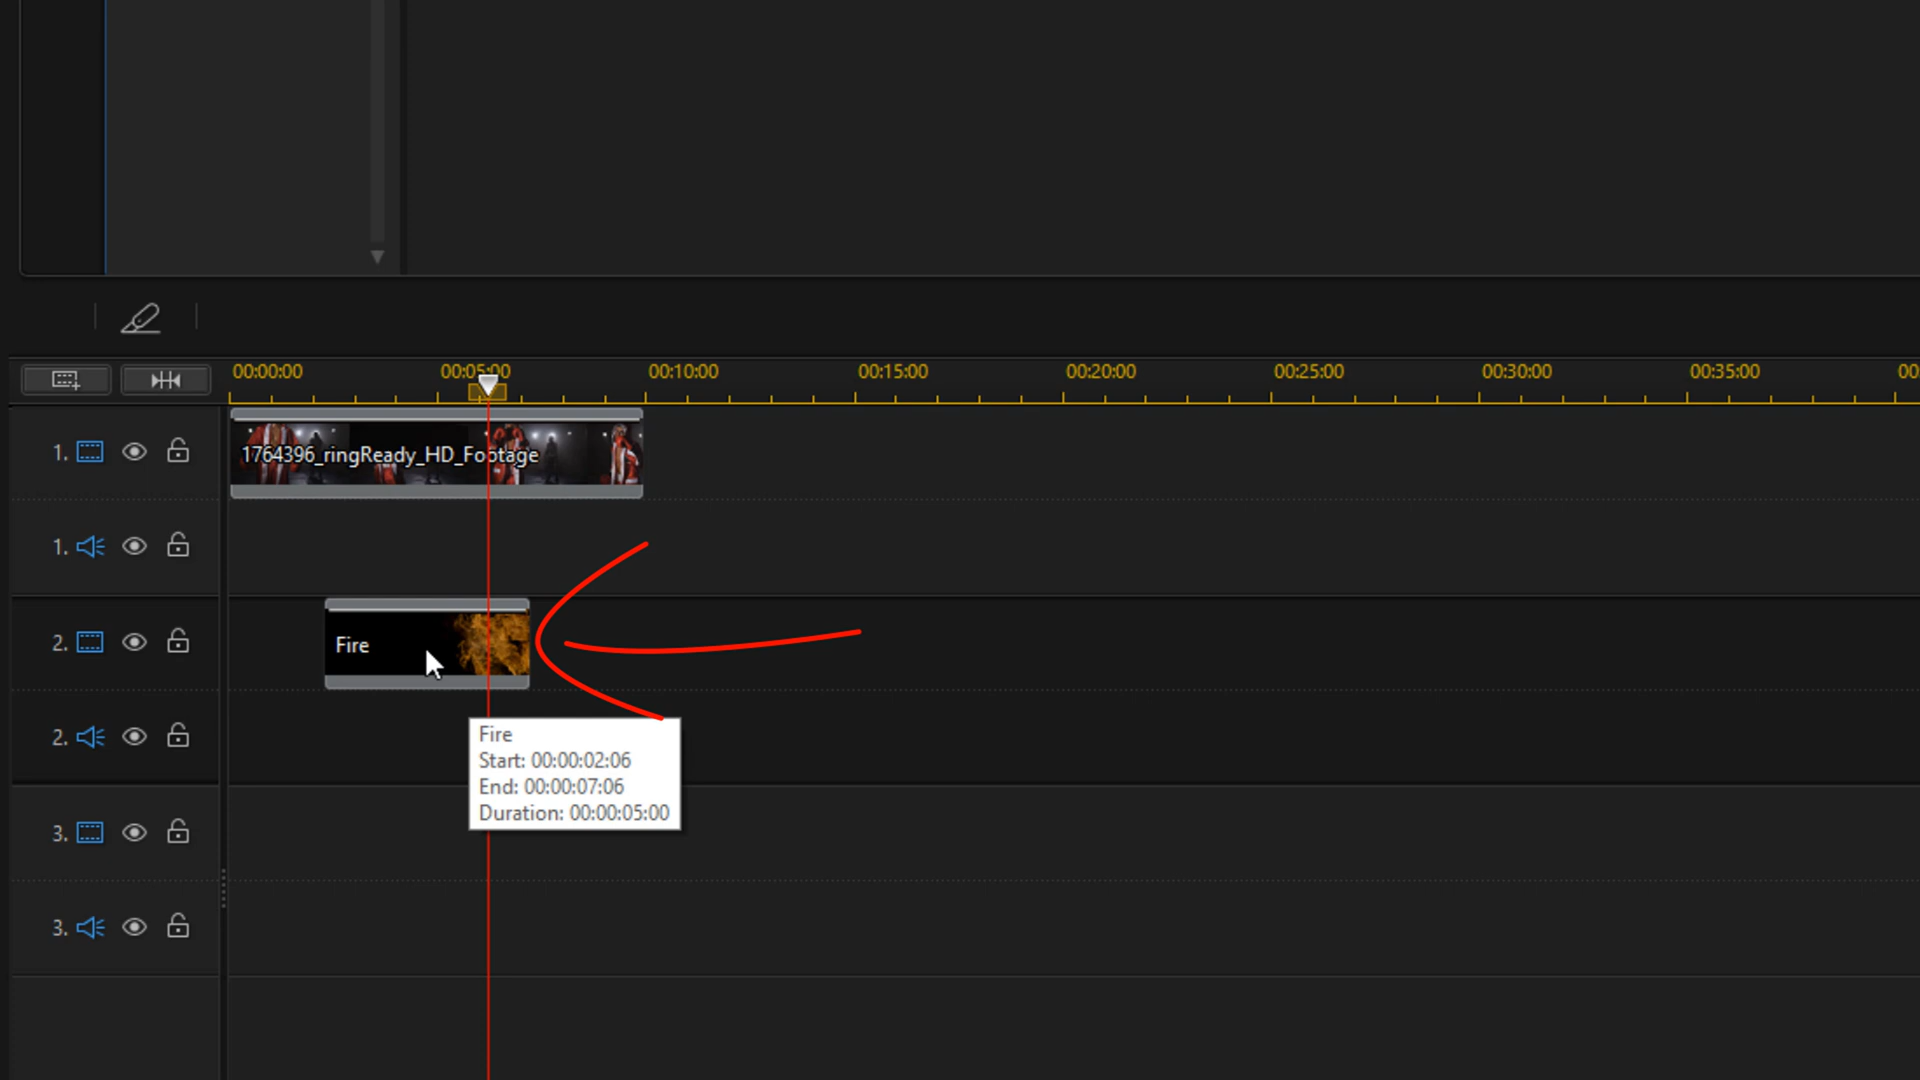 00:00:00 00:05:00 00:10:00 00:15:00 00:20:00 00:25:00 00:30:00 00:35:00 00
1.
1764396_ringReady_HD_Footage
1.
2.
Fire
2.
Fire
Start: 00:00:02:06
End: 00:00:07:06
Duration: 00:00:05:00
3.
3.